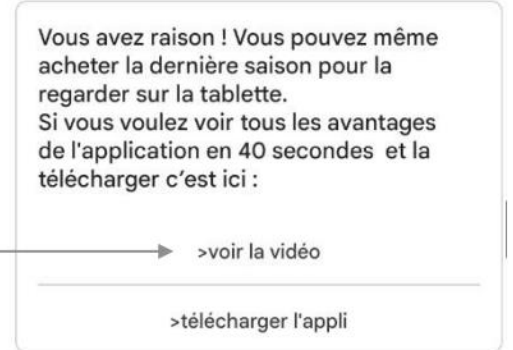 Vous avez raison ! Vous pouvez même
acheter la dernière saison pour la
regarder sur la tablette.
Si vous voulez voir tous les avantages
de l'application en 40 secondes  et la
télécharger c’est ici :
>voir la vidéo
>télécharger l'appli